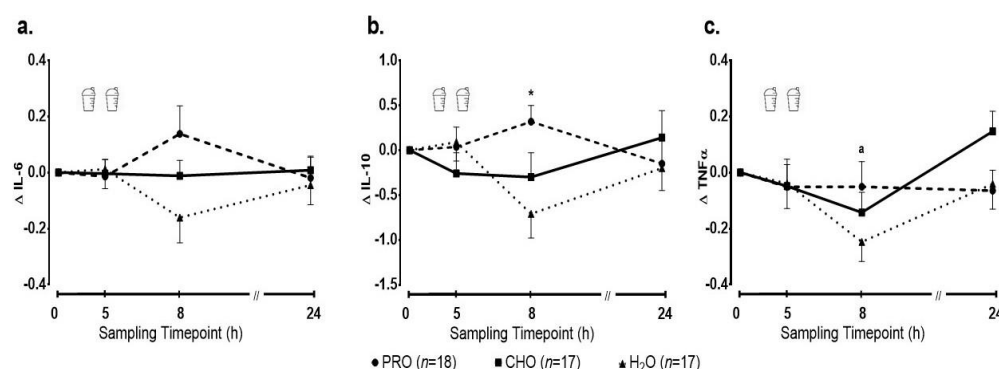 a.
0.4
0.2
0.0
-0.2
-0.4
Δ IL-6
0 5 8 // 24
Sampling Timepoint (h)
b.
1.0
0.5
0.0
-0.5
-1.0
-1.5
Δ IL-10
*
0 5 8 // 24
Sampling Timepoint (h)
c.
0.4
0.2
0.0
-0.2
-0.4
Δ TNFα
a
0 5 8 // 24
Sampling Timepoint (h)
PRO (n=18) CHO (n=17) H₂O (n=17)